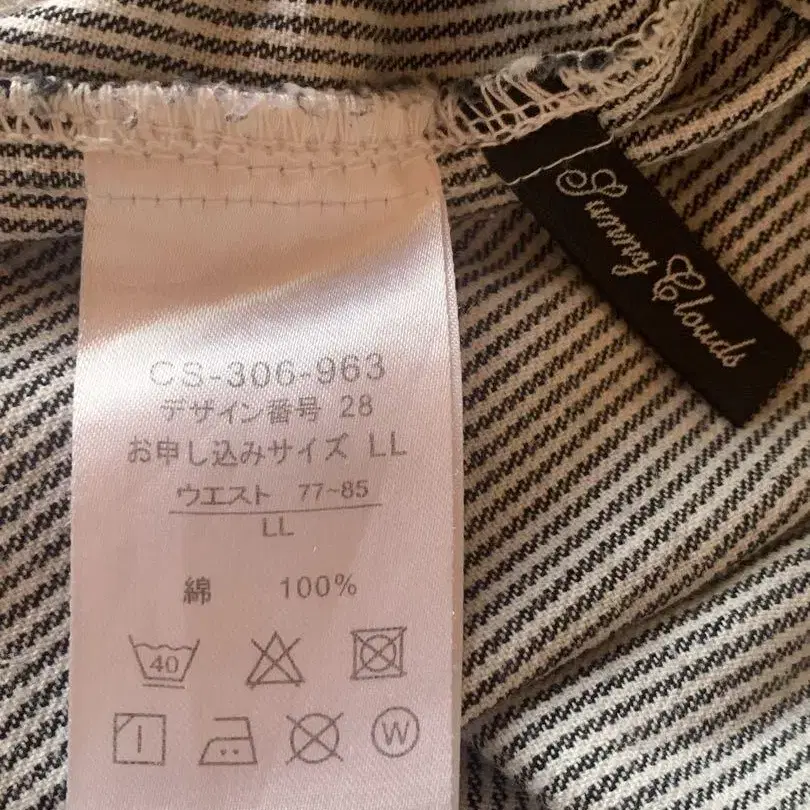 Sunny Clouds
CS-306-963
デザイン番号 28
お申し込みサイズ LL
ウエスト 77~85
LL
綿 100%
40
W